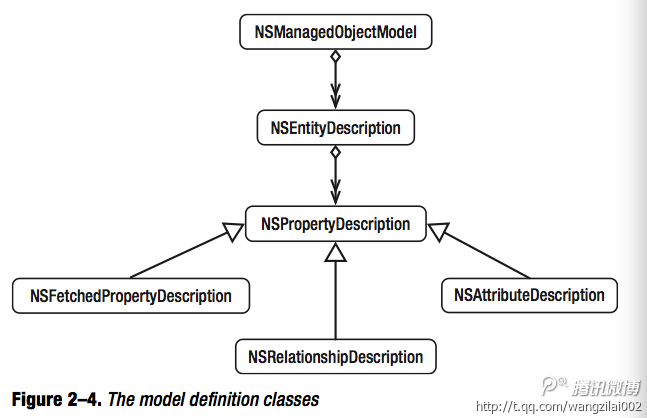 NSManagedObjectModel
NSEntityDescription
NSPropertyDescription
NSFetchedPropertyDescription
NSAttributeDescription
NSRelationshipDescription
腾讯微博
Figure 2–4. The model definition classes
http://t.qq.com/wangzilai002